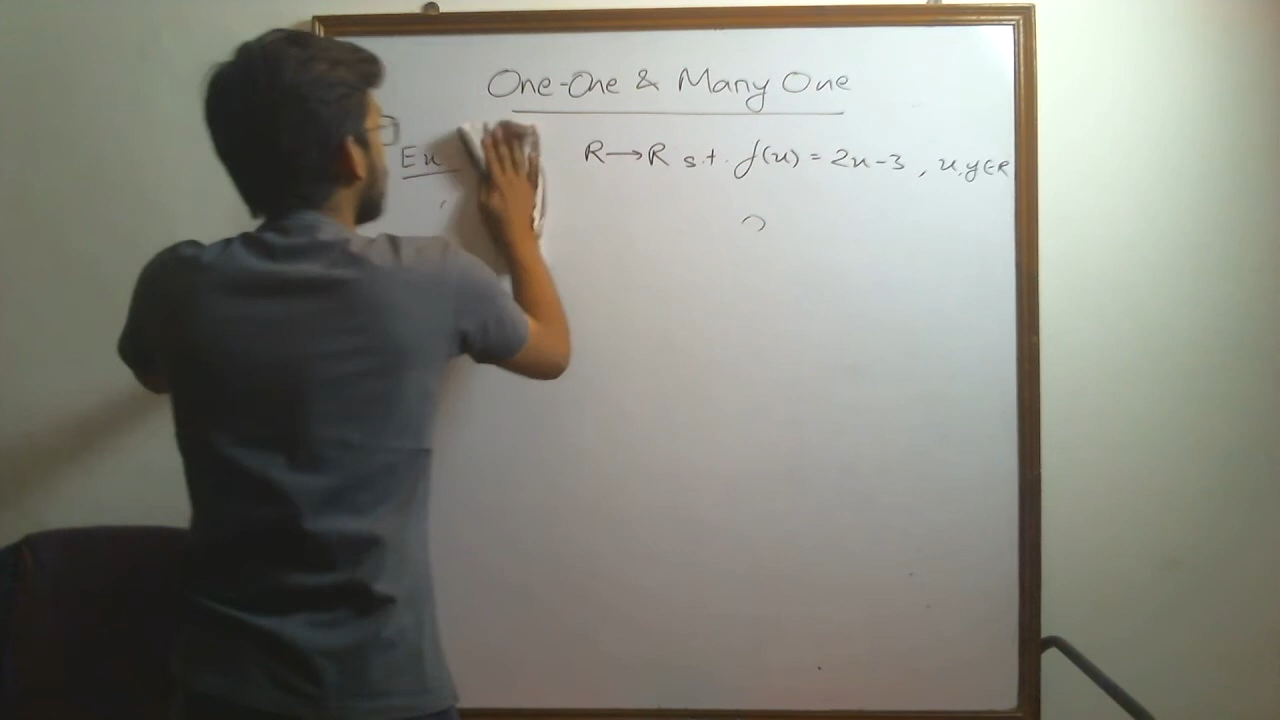 One-One & Many One
Ex R→R s.t. f(x) = 2x-3 , x,y∈R